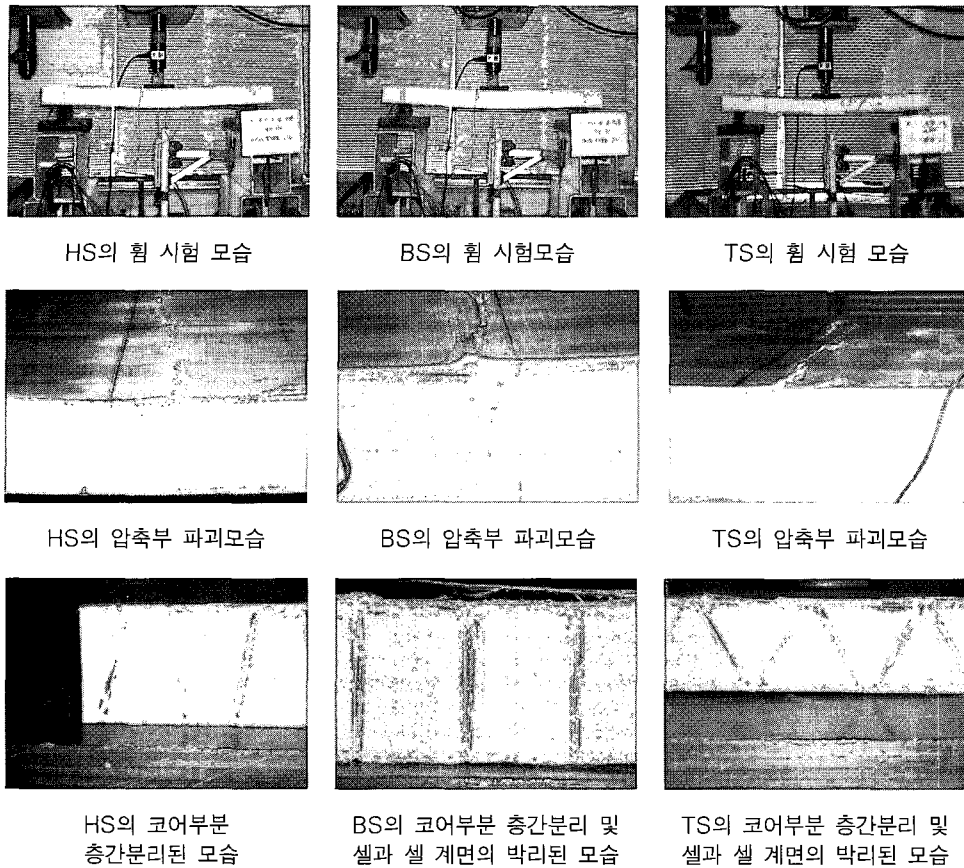 HS의 휨 시험 모습
BS의 휨 시험모습
TS의 휨 시험 모습
HS의 압축부 파괴모습
BS의 압축부 파괴모습
TS의 압축부 파괴모습
HS의 코어부분
층간분리된 모습
BS의 코어부분 층간분리 및
셀과 셀 계면의 박리된 모습
TS의 코어부분 층간분리 및
셀과 셀 계면의 박리된 모습